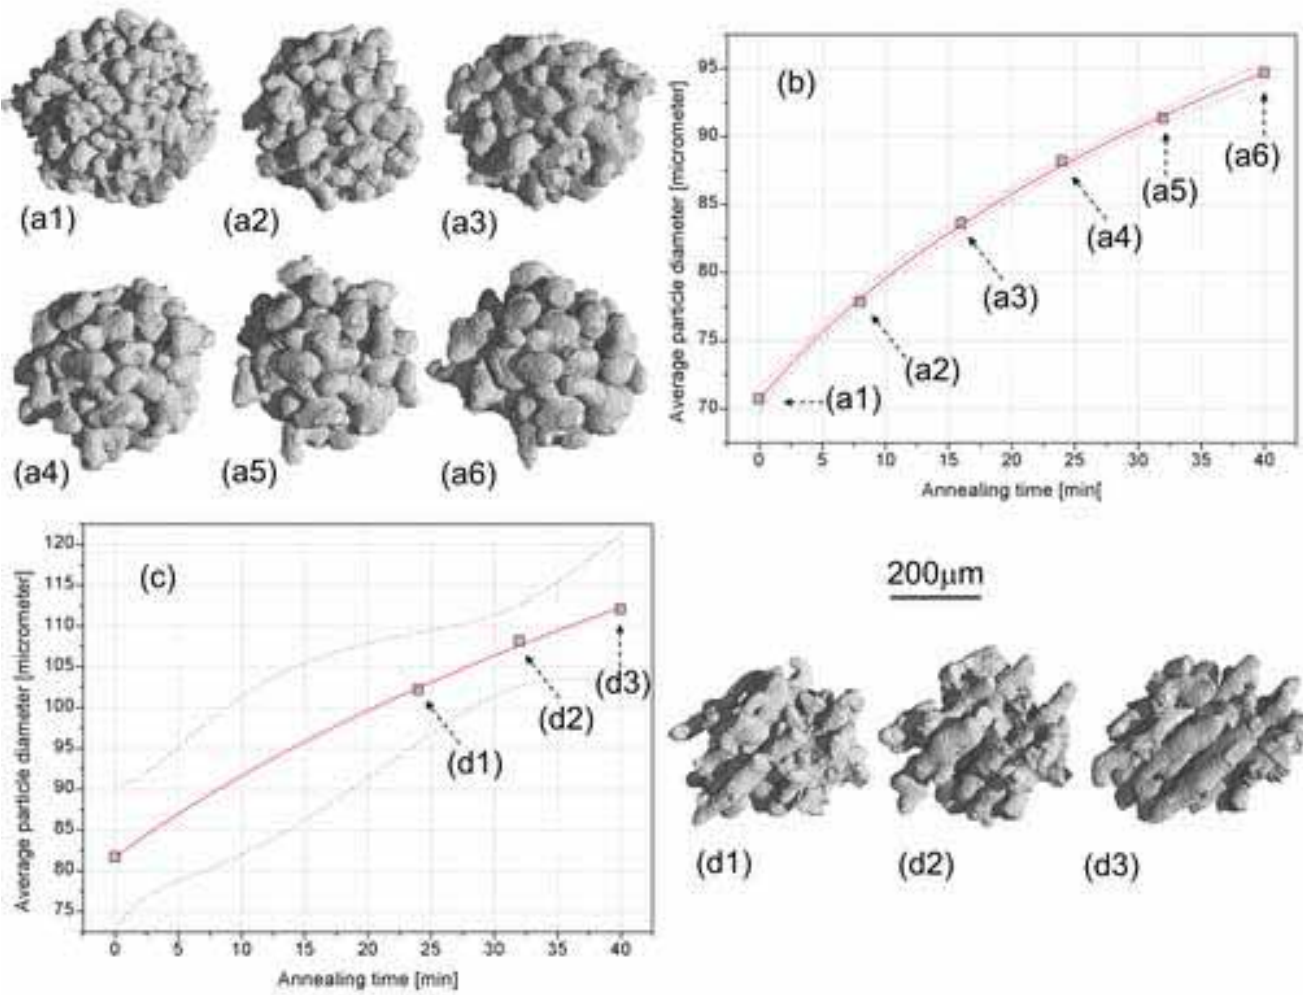 (a1)
(a2)
(a3)
(a4)
(a5)
(a6)
(b)
95
90
85
80
75
70
Average particle diameter [micrometer]
(a1)
(a2)
(a3)
(a4)
(a5)
(a6)
0 5 10 15 20 25 30 35 40
Annealing time [min[
(c)
120
115
110
105
100
95
90
85
80
75
Average particle diameter [micrometer]
(d1)
(d2)
(d3)
0 5 10 15 20 25 30 35 40
Annealing time [min]
200μm
(d1)
(d2)
(d3)